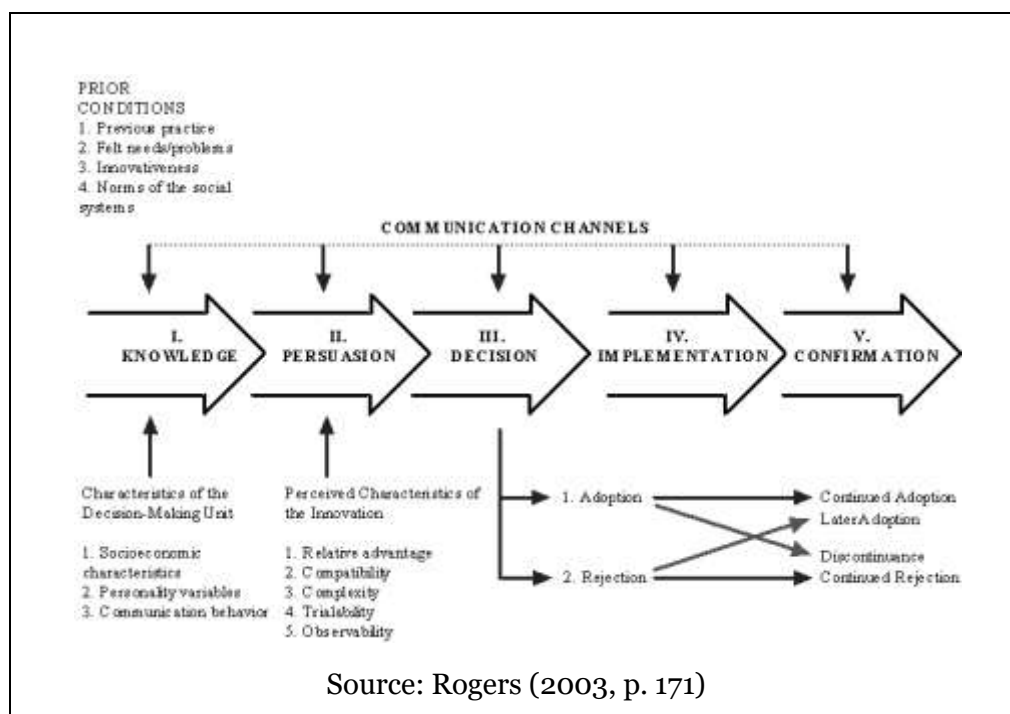 PRIOR
CONDITIONS
1. Previous practice
2. Felt needs/problems
3. Innovativeness
4. Norms of the social
systems
COMMUNICATION CHANNELS
I.
KNOWLEDGE
II.
PERSUASION
III.
DECISION
IV.
IMPLEMENTATION
V.
CONFIRMATION
Characteristics of the
Decision-Making Unit
1. Socioeconomic
characteristics
2. Personality variables
3. Communication behavior
Perceived Characteristics of
the Innovation
1. Relative advantage
2. Compatibility
3. Complexity
4. Trialability
5. Observability
1. Adoption
2. Rejection
Continued Adoption
Later Adoption
Discontinuance
Continued Rejection
Source: Rogers (2003, p. 171)